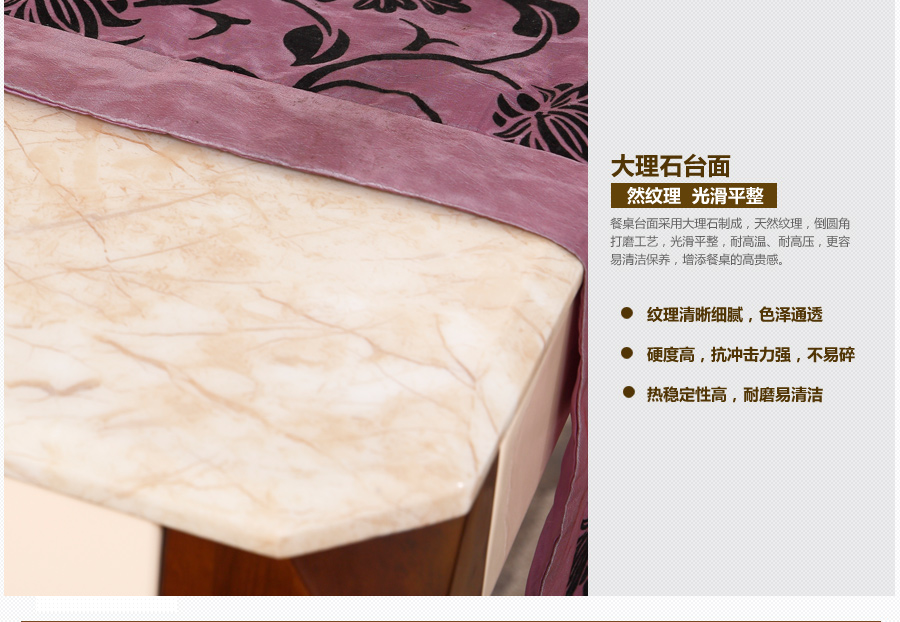 大理石台面
然纹理 光滑平整
餐桌台面采用大理石制成，天然纹理，倒圆角
打磨工艺，光滑平整，耐高温、耐高压，更容
易清洁保养，增添餐桌的高贵感。
纹理清晰细腻，色泽通透
硬度高，抗冲击力强，不易碎
热稳定性高，耐磨易清洁